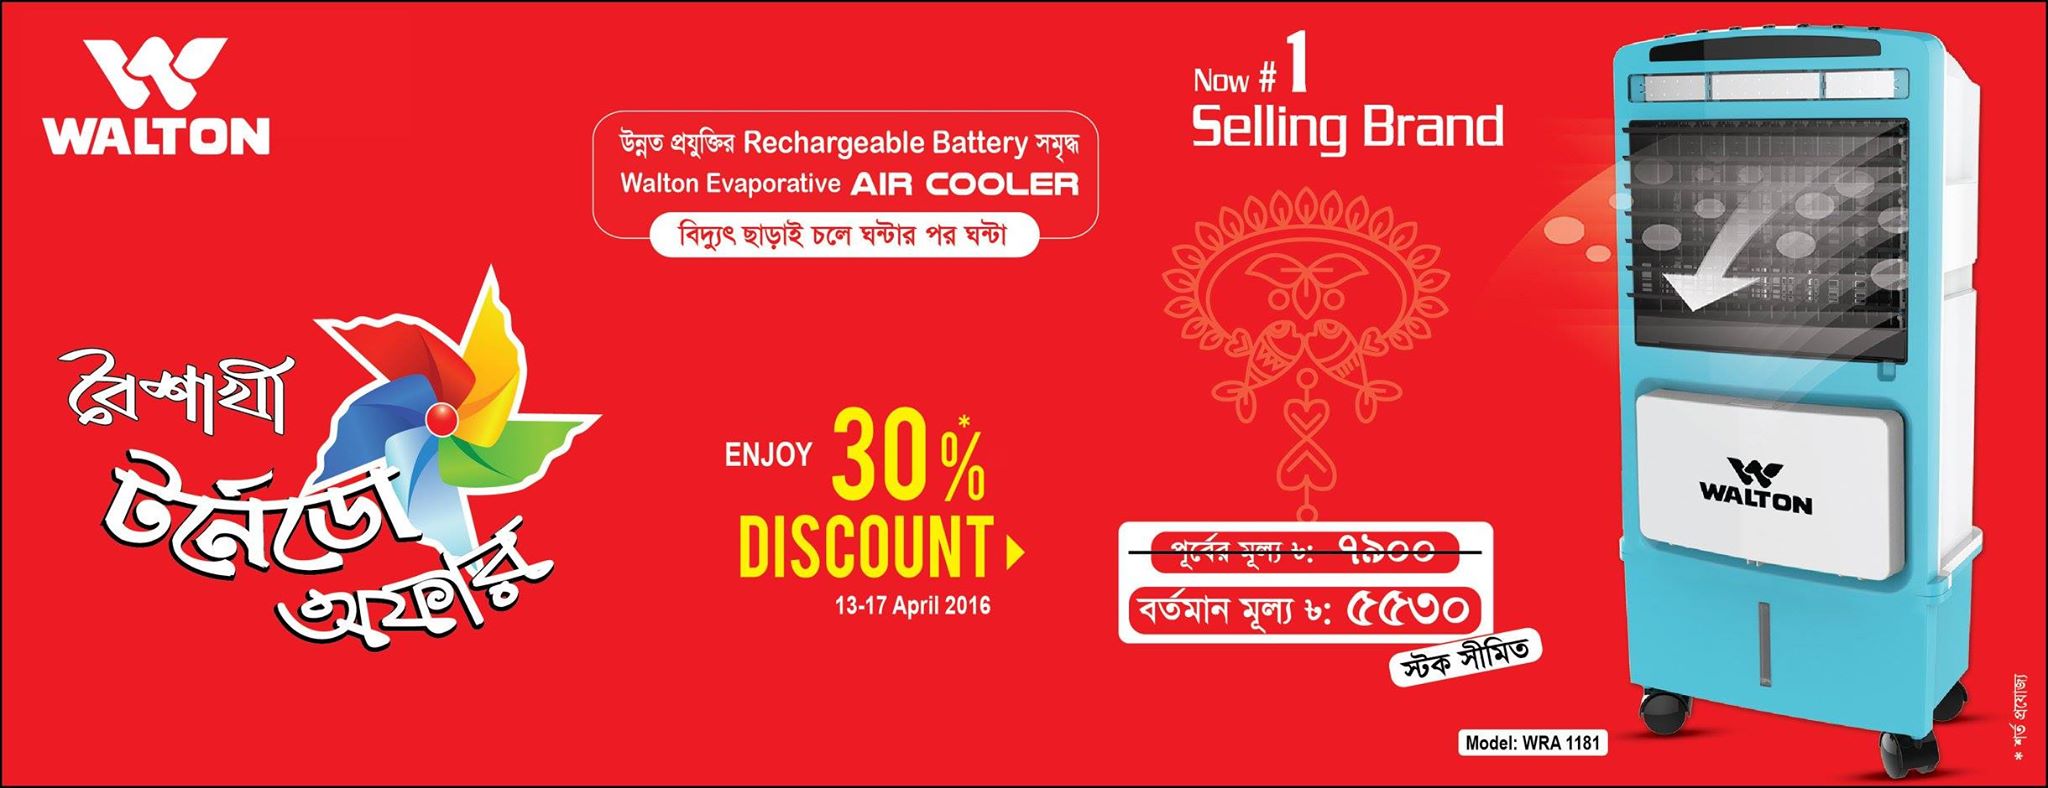 WALTON
উন্নত প্রযুক্তির Rechargeable Battery সমৃদ্ধ
Walton Evaporative AIR COOLER
বিদ্যুৎ ছাড়াই চলে ঘন্টার পর ঘন্টা
Now # 1
Selling Brand
বৈশাখী
টর্নেডো
অফার
ENJOY 30%*
DISCOUNT
13-17 April 2016
পূর্বের মূল্য ৳: ৭৯০০
বর্তমান মূল্য ৳: ৫৫৩০
স্টক সীমিত
WALTON
Model: WRA 1181
* শর্ত প্রযোজ্য